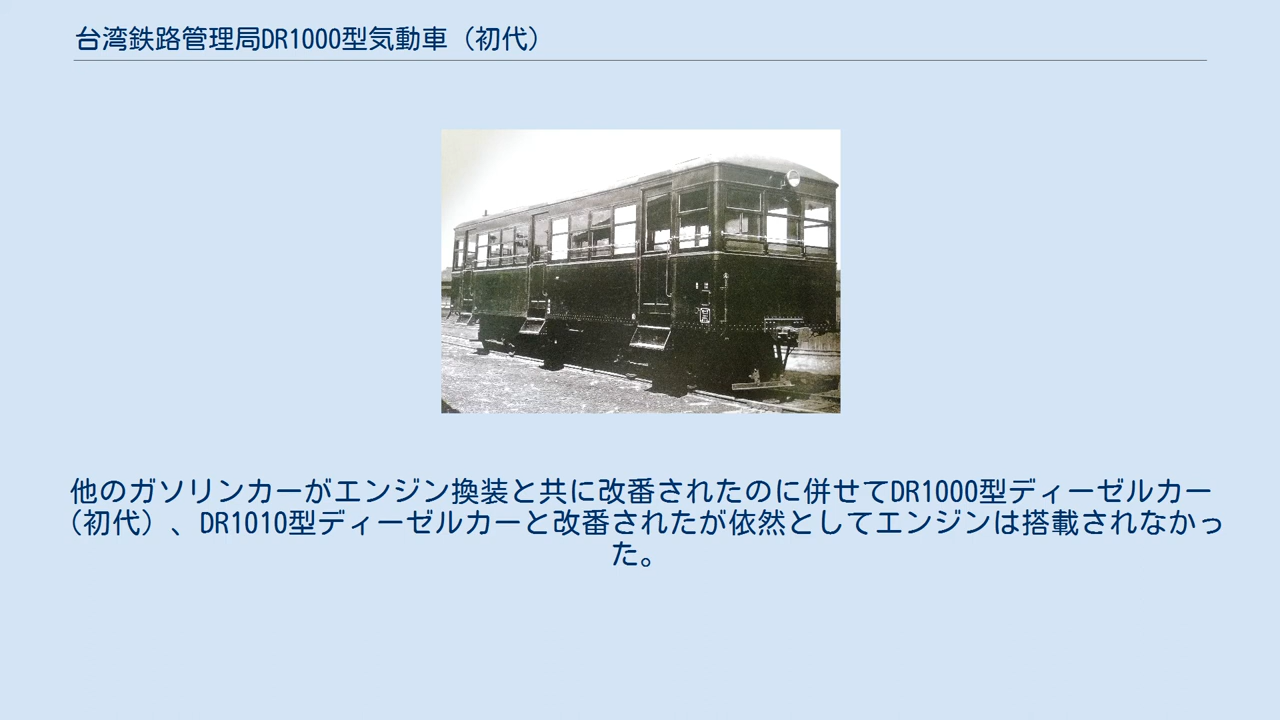 台湾鉄路管理局DR1000型気動車（初代）
他のガソリンカーがエンジン換装と共に改番されたのに併せてDR1000型ディーゼルカー
（初代）、DR1010型ディーゼルカーと改番されたが依然としてエンジンは搭載されなかっ
た。